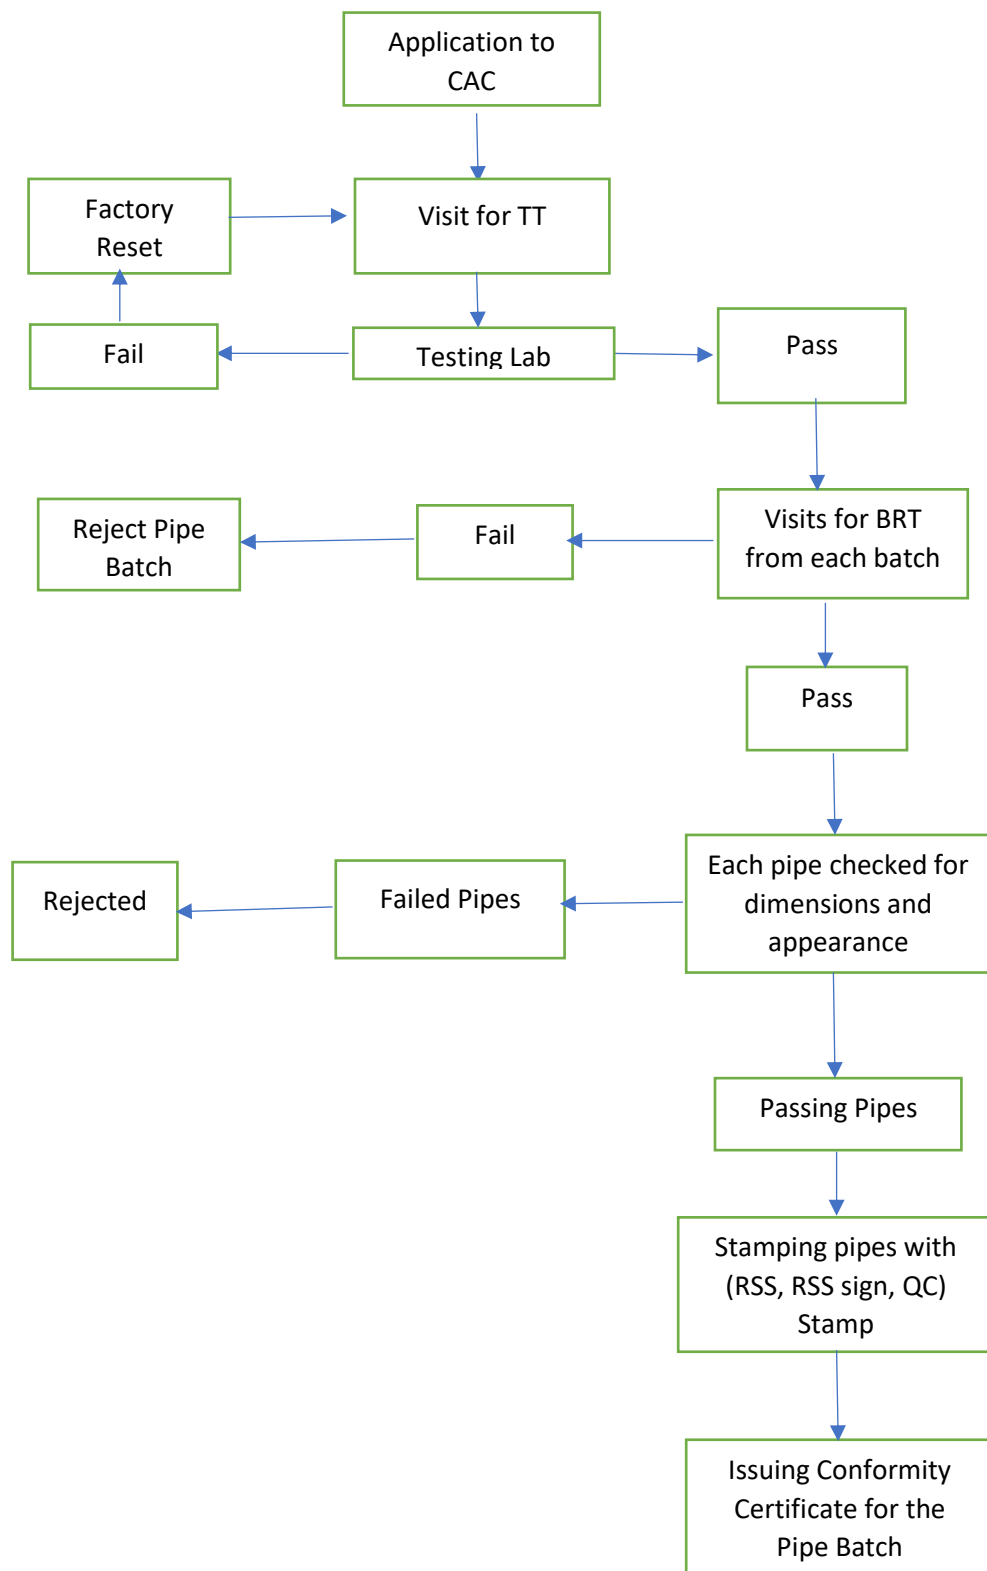 Application to
CAC
Factory
Reset
Visit for TT
Fail
Testing Lab
Pass
Reject Pipe
Batch
Fail
Visits for BRT
from each batch
Pass
Rejected
Failed Pipes
Each pipe checked for
dimensions and
appearance
Passing Pipes
Stamping pipes with
(RSS, RSS sign, QC)
Stamp
Issuing Conformity
Certificate for the
Pipe Batch